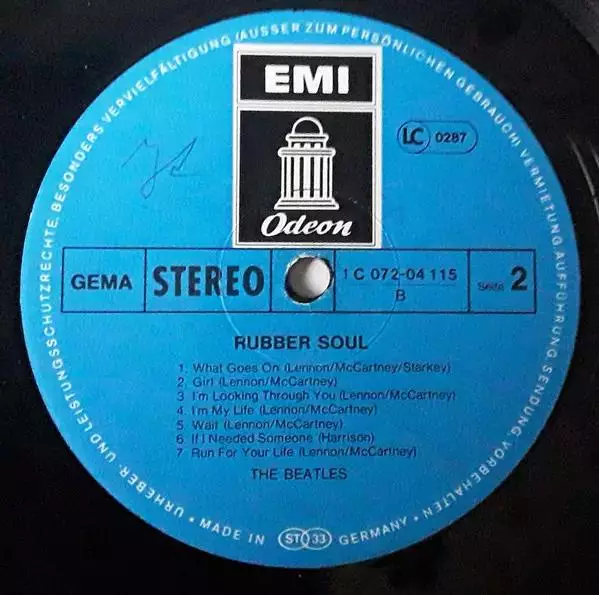 URHEBER- UND LEISTUNGSSCHUTZRECHTE, BESONDERS VERVIELFÄLTIGUNG (AUSSER ZUM PERSÖNLICHEN GEBRAUCH) VERMIETUNG, AUFFÜHRUNG, SENDUNG VORBEHALTEN
EMI
Odeon
LC 0287
GEMA
STEREO
1 C 072-04 115
B
Seite 2
RUBBER SOUL
1. What Goes On (Lennon/McCartney/Starkey)
2. Girl (Lennon/McCartney)
3 I'm Looking Through You (Lennon/McCartney)
4 I'm My Life (Lennon/McCartney)
5 Wait (Lennon/McCartney)
6 If I Needed Someone (Harrison)
7 Run For Your Life (Lennon/McCartney)
THE BEATLES
• MADE IN ST 33 GERMANY •